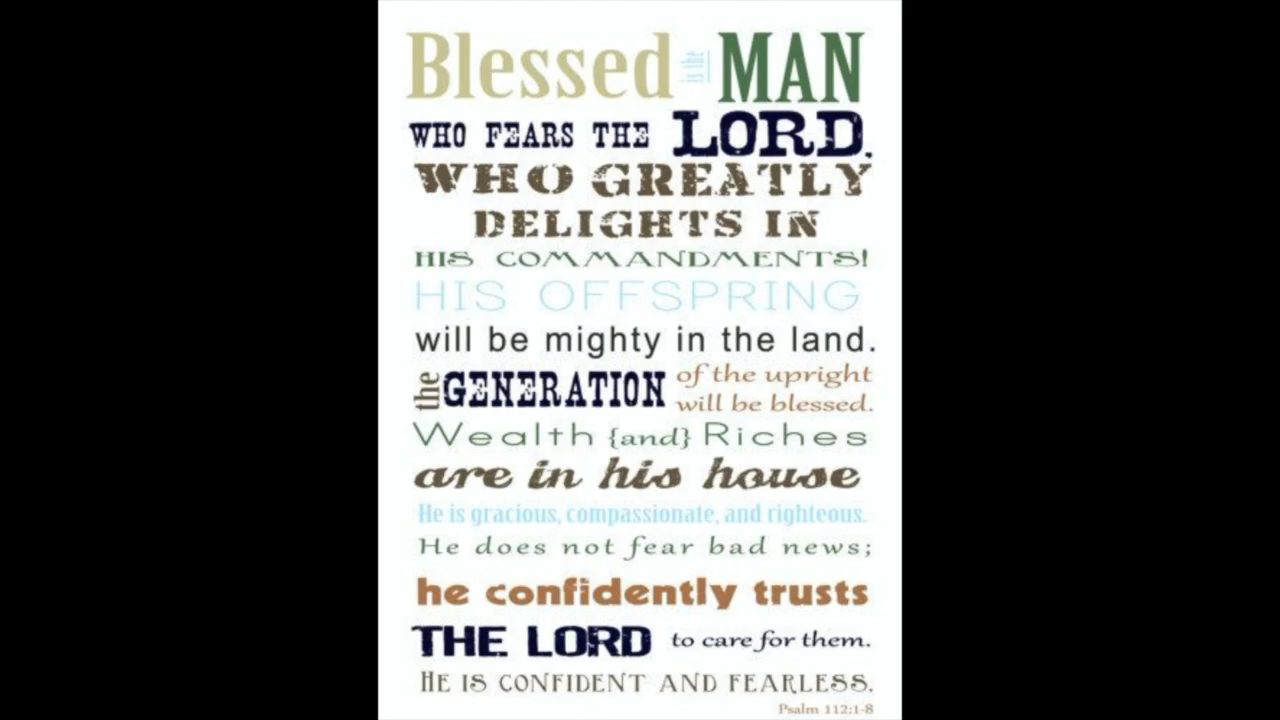 Blessed is the MAN
WHO FEARS THE LORD,
WHO GREATLY
DELIGHTS IN
HIS COMMANDMENTS!
HIS OFFSPRING
will be mighty in the land.
the GENERATION of the upright
will be blessed.
Wealth {and} Riches
are in his house
He is gracious, compassionate, and righteous.
He does not fear bad news;
he confidently trusts
THE LORD to care for them.
HE IS CONFIDENT AND FEARLESS.
Psalm 112:1-8